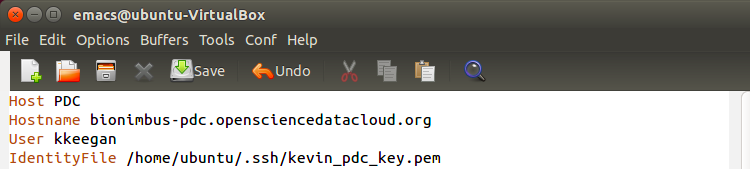 emacs@ubuntu-VirtualBox
File Edit Options Buffers Tools Conf Help
Save Undo
Host PDC
Hostname bionimbus-pdc.opensciencedatacloud.org
User kkeegan
IdentityFile /home/ubuntu/.ssh/kevin_pdc_key.pem